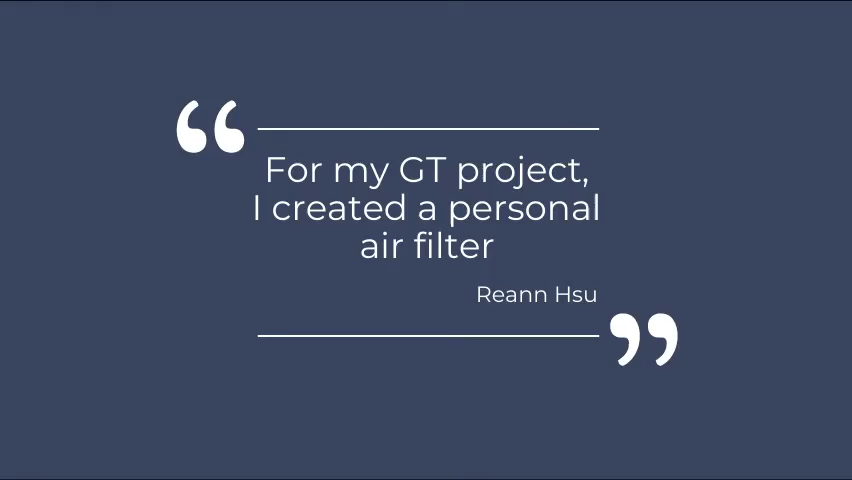 “
For my GT project,
I created a personal
air filter
Reann Hsu
”